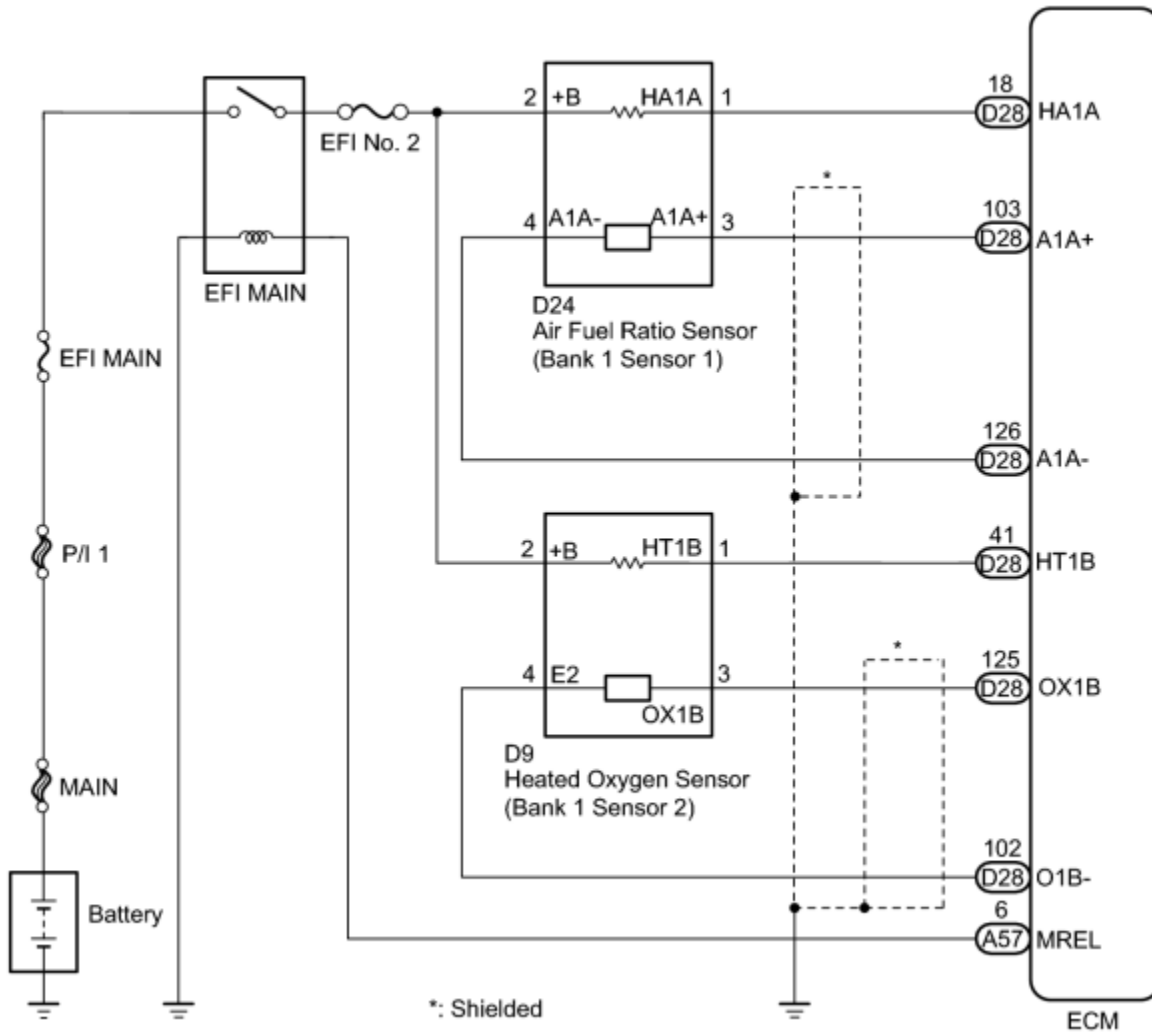 18
2 +B HA1A 1 D28 HA1A
EFI No. 2
*
4 A1A- A1A+ 3 103
D28 A1A+
EFI MAIN
D24
Air Fuel Ratio Sensor
(Bank 1 Sensor 1)
EFI MAIN
126
D28 A1A-
P/I 1
2 +B HT1B 1 41
D28 HT1B
*
4 E2 3 125
D28 OX1B
OX1B
D9
Heated Oxygen Sensor
(Bank 1 Sensor 2)
MAIN
102
D28 O1B-
Battery
6
A57 MREL
*: Shielded
ECM